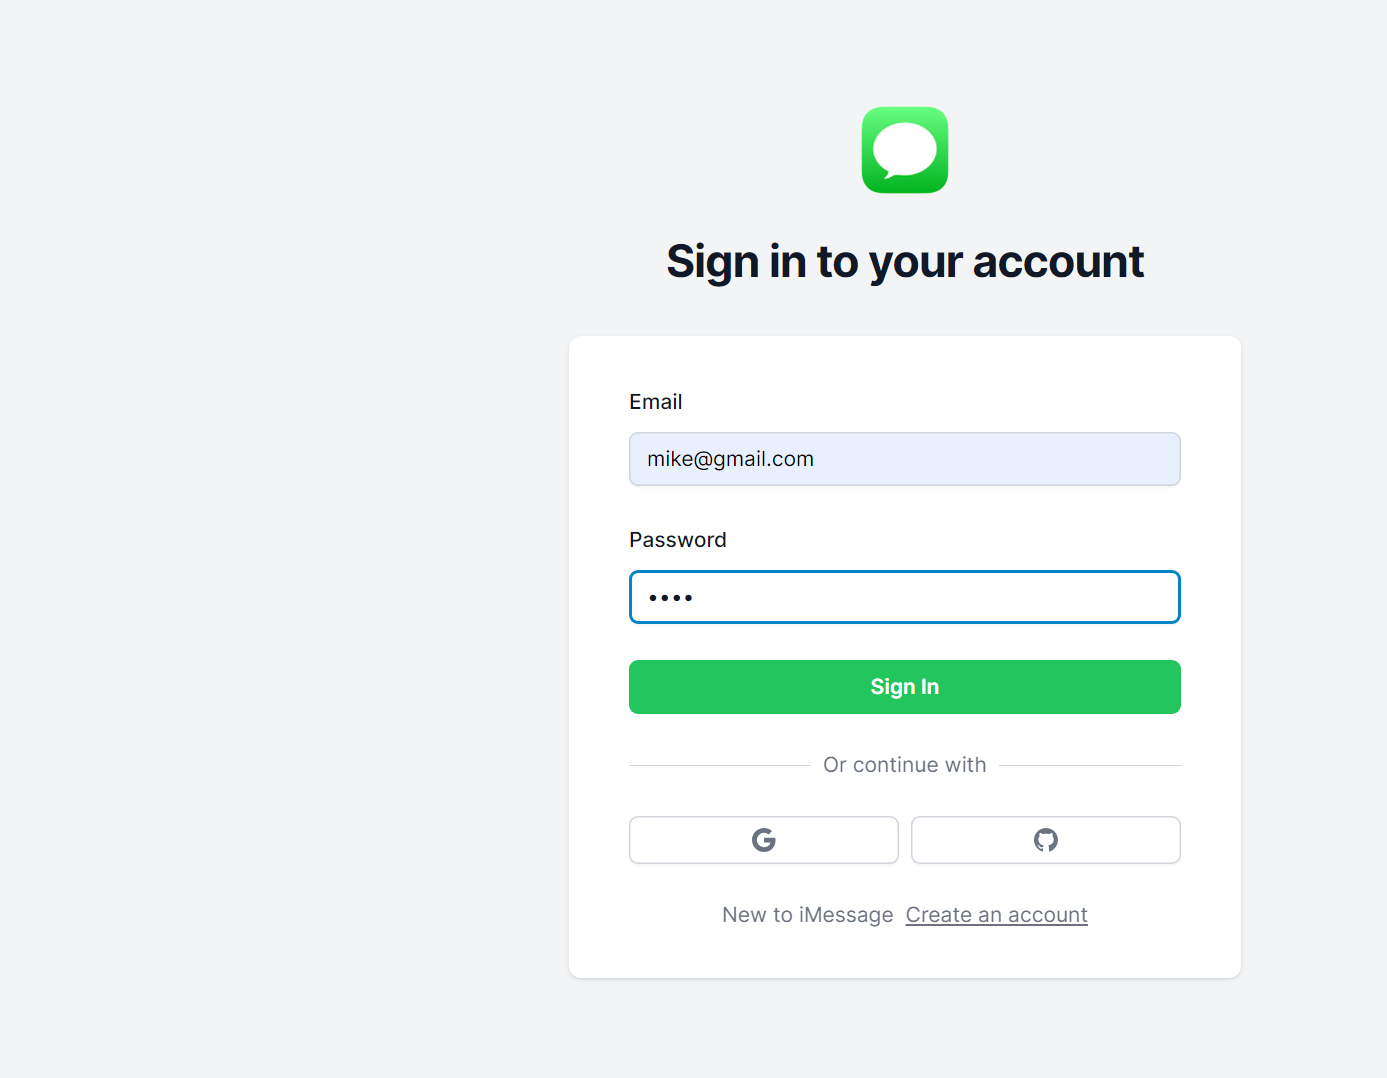 Sign in to your account
Email
mike@gmail.com
Password
••••
Sign In
Or continue with
New to iMessage Create an account